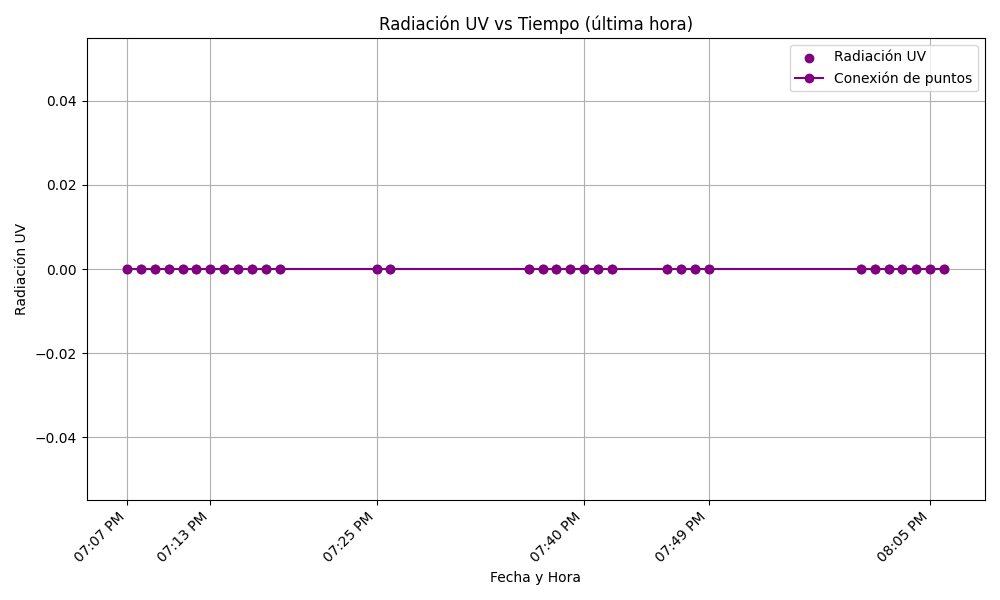 Radiación UV vs Tiempo (última hora)
Radiación UV
Conexión de puntos
Radiación UV
0.04
0.02
0.00
−0.02
−0.04
07:07 PM
07:13 PM
07:25 PM
07:40 PM
07:49 PM
08:05 PM
Fecha y Hora